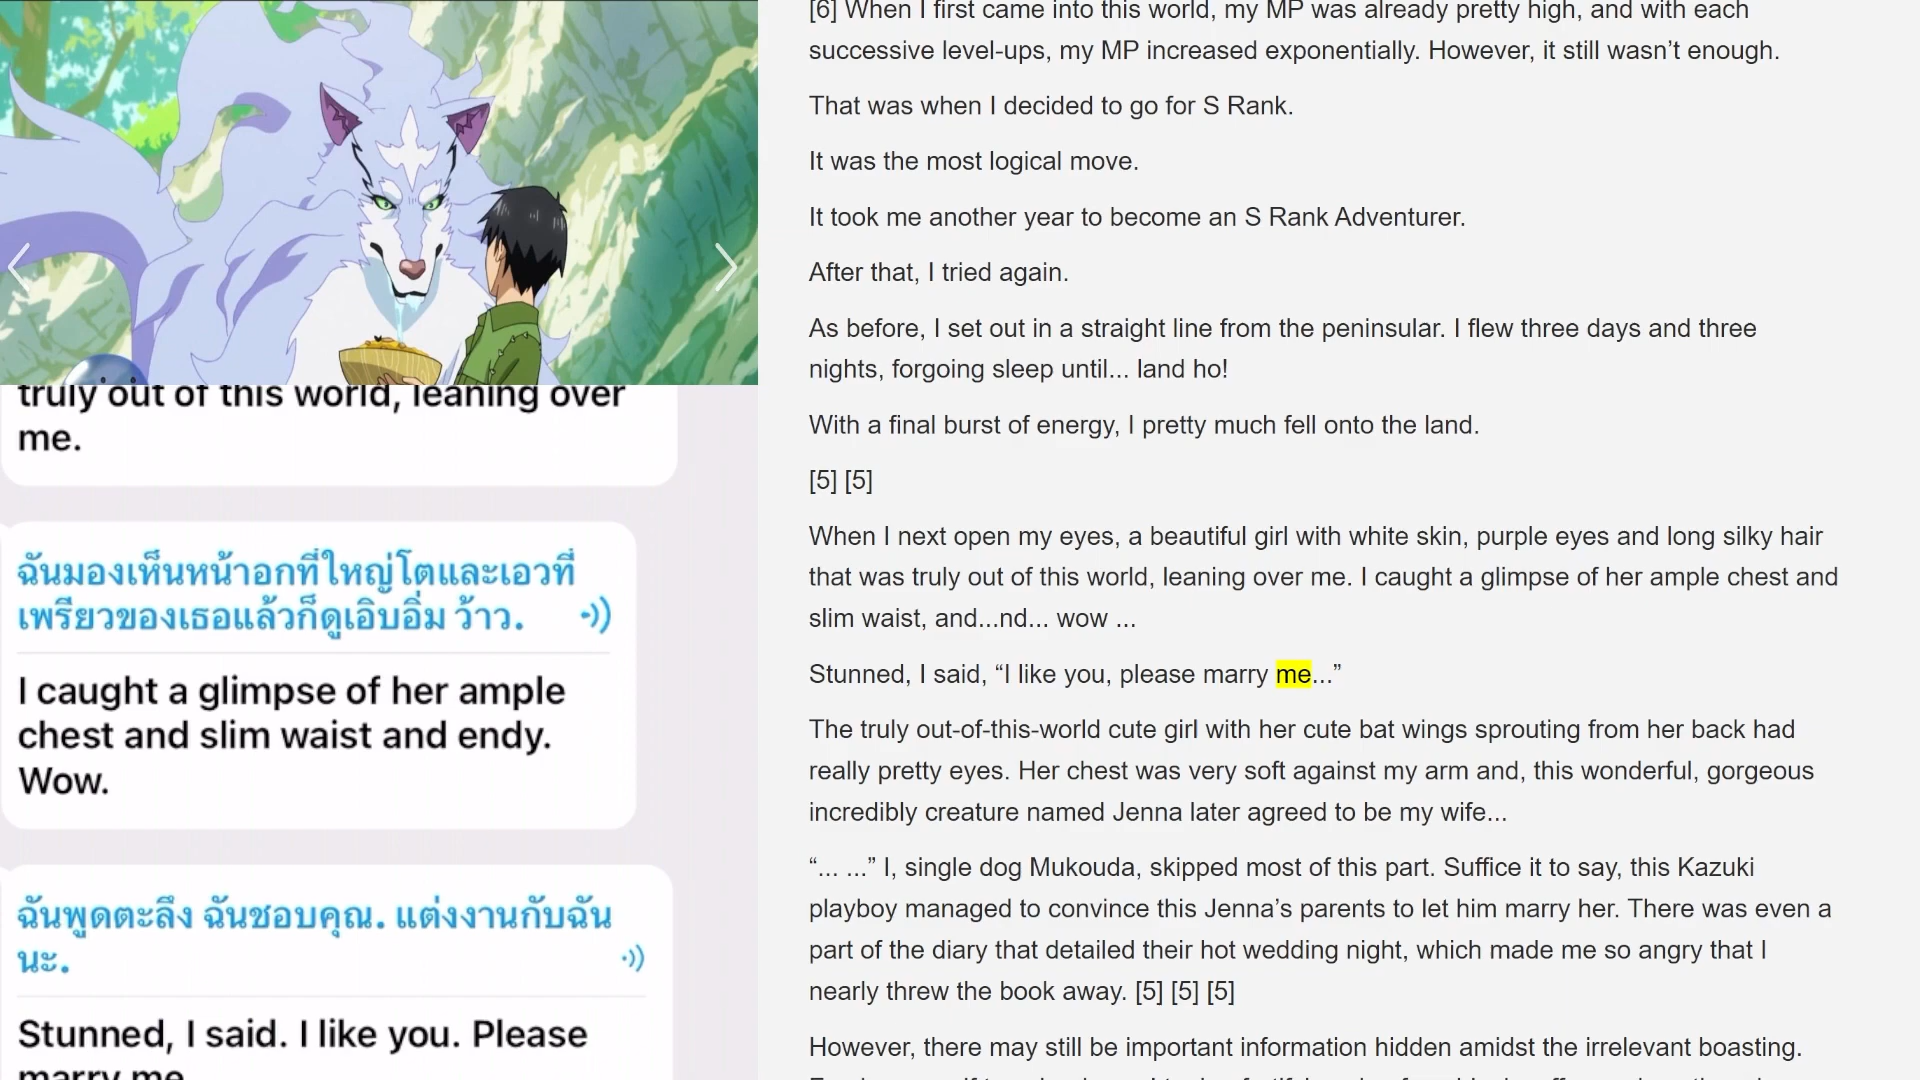 truly out of this world, leaning over
me.
ฉันมองเห็นหน้าอกที่ใหญ่โตและเอวที่
เพรียวของเธอแล้วก็ดูเอิบอิ่ม ว้าว.
I caught a glimpse of her ample
chest and slim waist and endy.
Wow.
ฉันพูดตะลึง ฉันชอบคุณ. แต่งงานกับฉัน
นะ.
Stunned, I said. I like you. Please
marry me
[6] When I first came into this world, my MP was already pretty high, and with each
successive level-ups, my MP increased exponentially. However, it still wasn’t enough.
That was when I decided to go for S Rank.
It was the most logical move.
It took me another year to become an S Rank Adventurer.
After that, I tried again.
As before, I set out in a straight line from the peninsular. I flew three days and three
nights, forgoing sleep until... land ho!
With a final burst of energy, I pretty much fell onto the land.
[5] [5]
When I next open my eyes, a beautiful girl with white skin, purple eyes and long silky hair
that was truly out of this world, leaning over me. I caught a glimpse of her ample chest and
slim waist, and...nd... wow ...
Stunned, I said, “I like you, please marry me...”
The truly out-of-this-world cute girl with her cute bat wings sprouting from her back had
really pretty eyes. Her chest was very soft against my arm and, this wonderful, gorgeous
incredibly creature named Jenna later agreed to be my wife...
“... ...” I, single dog Mukouda, skipped most of this part. Suffice it to say, this Kazuki
playboy managed to convince this Jenna’s parents to let him marry her. There was even a
part of the diary that detailed their hot wedding night, which made me so angry that I
nearly threw the book away. [5] [5] [5]
However, there may still be important information hidden amidst the irrelevant boasting.